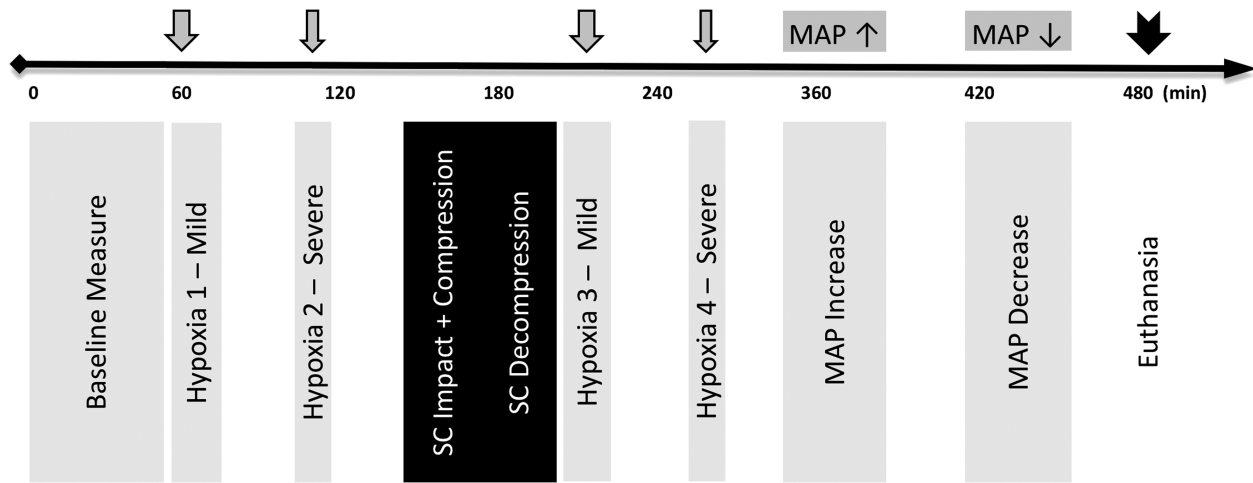 MAP ↑ MAP ↓
0 60 120 180 240 360 420 480 (min)
Baseline Measure
Hypoxia 1 – Mild
Hypoxia 2 – Severe
SC Impact + Compression
SC Decompression
Hypoxia 3 – Mild
Hypoxia 4 – Severe
MAP Increase
MAP Decrease
Euthanasia